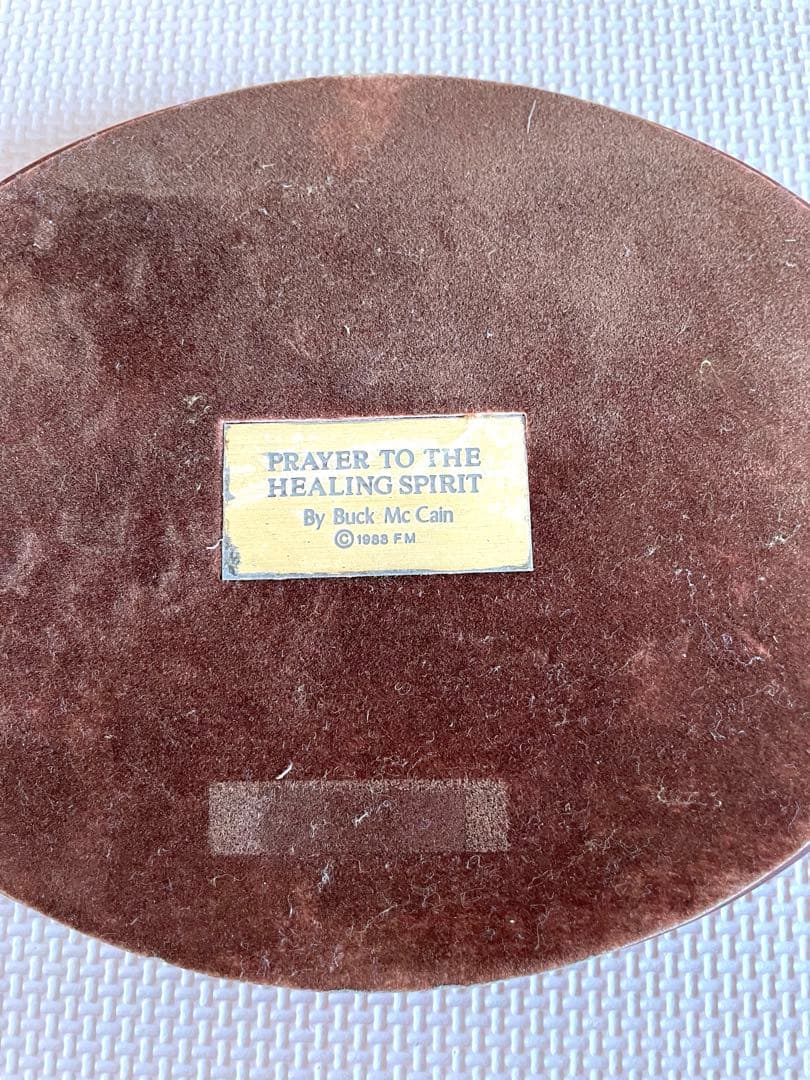 PRAYER TO THE
HEALING SPIRIT
By Buck Mc Cain
©1988 FM